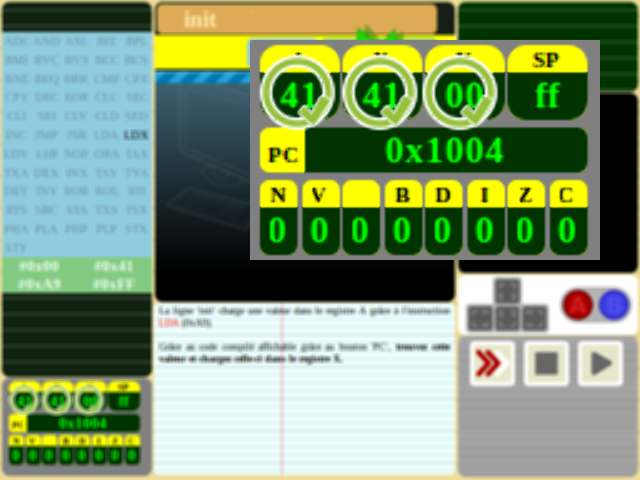 init
ADC AND ASL BIT BPL
BMI BVC BVS BCC BCS
BNE BEQ BRK CMP CPX
CPY DEC EOR CLC SEC
CLI SEI CLV CLD SED
INC JMP JSR LDA LDX
LDY LSR NOP ORA TAX
TXA DEX INX TAY TYA
DEY INY ROR ROL RTI
RTS SBC STA TXS TSX
PHA PLA PHP PLP STX
STY
#0x00 #0x41
#0xA9 #0xFF
SP
41 41 00 ff
PC 0x1004
N V B D I Z C
0 0 0 0 0 0 0 0
La ligne 'init' charge une valeur dans le registre A grâce à l'instruction
LDA (0xA9).
Grâce au code compilé affichable grâce au bouton 'PC', trouvez cette
valeur et chargez celle-ci dans le registre X.
SP
41 41 00 ff
PC 0x1004
N V B D I Z C
0 0 0 0 0 0 0 0
A B